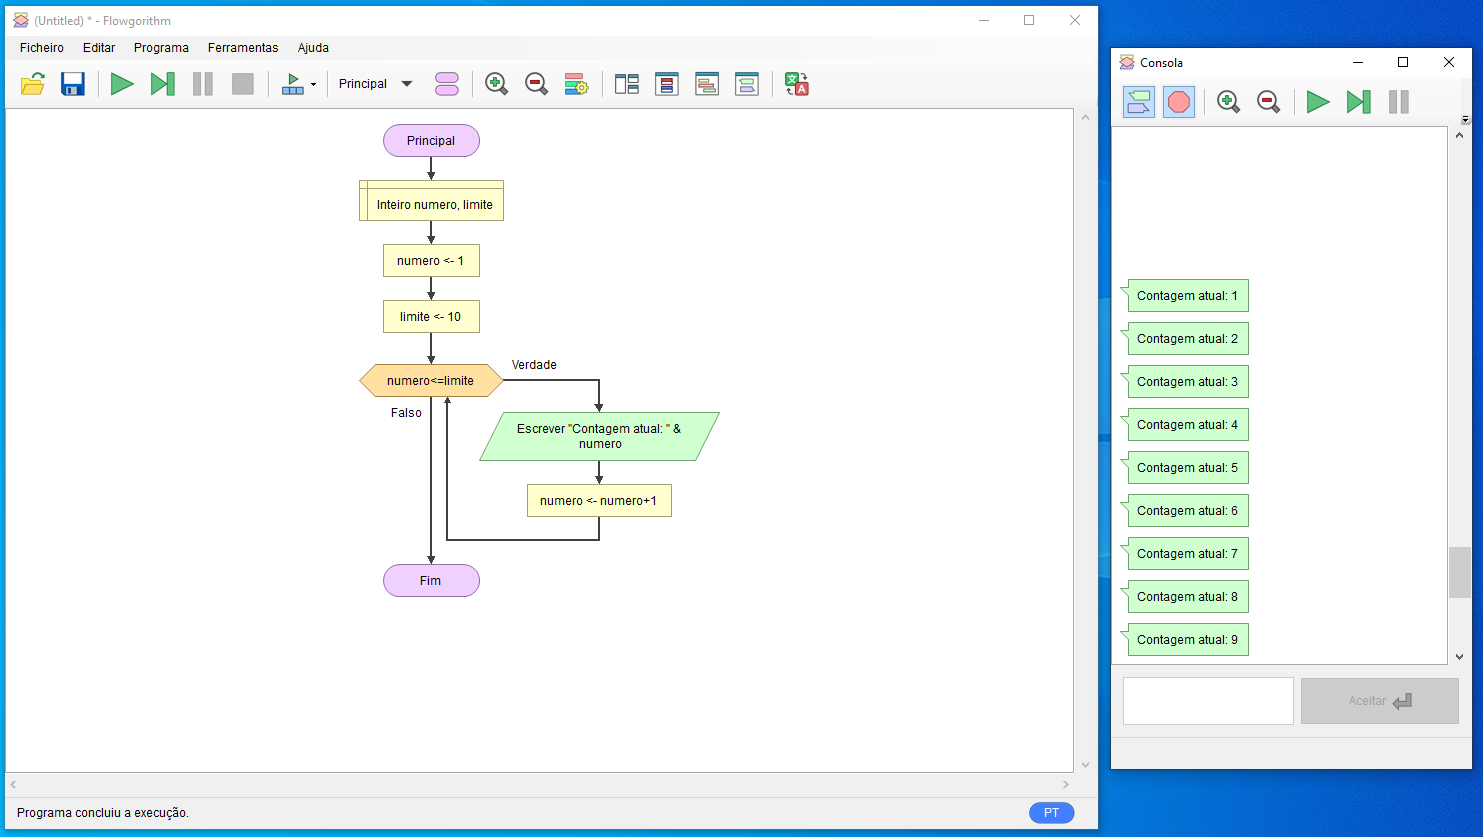 (Untitled) * - Flowgorithm
Ficheiro Editar Programa Ferramentas Ajuda
Principal
Principal
Inteiro numero, limite
numero <- 1
limite <- 10
numero<=limite
Verdade
Falso
Escrever "Contagem atual: " &
numero
numero <- numero+1
Fim
Programa concluiu a execução.
PT
Consola
Contagem atual: 1
Contagem atual: 2
Contagem atual: 3
Contagem atual: 4
Contagem atual: 5
Contagem atual: 6
Contagem atual: 7
Contagem atual: 8
Contagem atual: 9
Aceitar